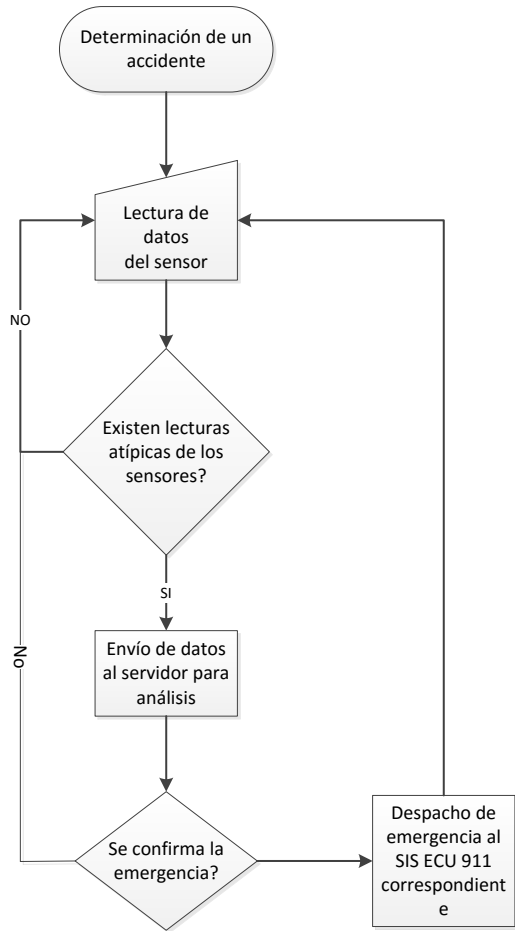 Determinación de un
accidente
Lectura de
datos
del sensor
NO
Existen lecturas
atípicas de los
sensores?
SI
No
Envío de datos
al servidor para
análisis
Se confirma la
emergencia?
Despacho de
emergencia al
SIS ECU 911
correspondient
e